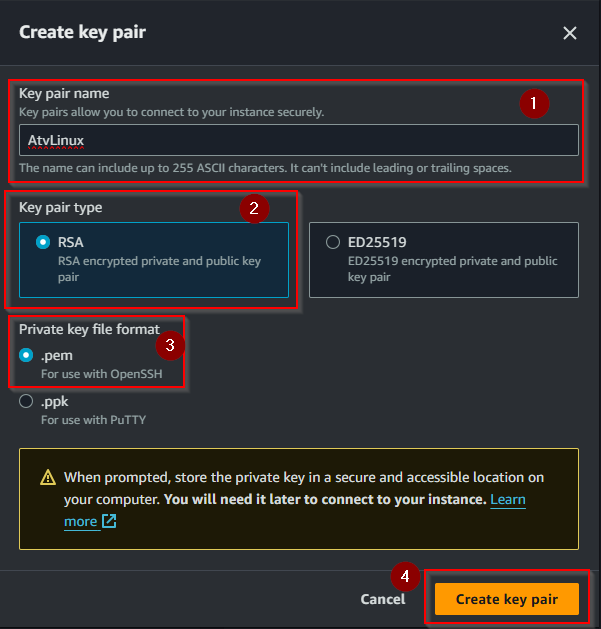 Create key pair
Key pair name
Key pairs allow you to connect to your instance securely.
1
AtvLinux
The name can include up to 255 ASCII characters. It can't include leading or trailing spaces.
Key pair type
2
RSA
RSA encrypted private and public key
pair
ED25519
ED25519 encrypted private and public
key pair
Private key file format
3
.pem
For use with OpenSSH
.ppk
For use with PuTTY
When prompted, store the private key in a secure and accessible location on
your computer. You will need it later to connect to your instance. Learn
more
4
Cancel
Create key pair